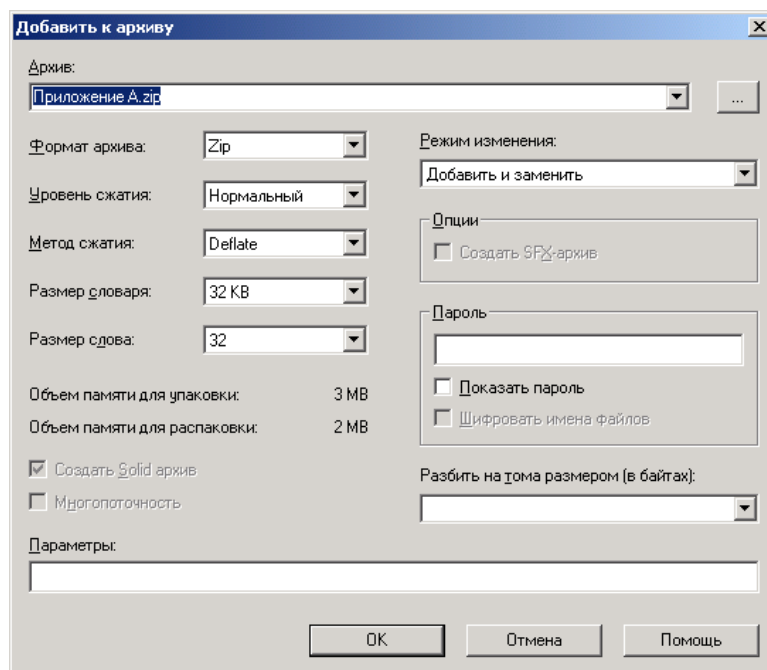 Добавить к архиву
Архив:
Приложение A.zip
...
Формат архива:
Zip
Уровень сжатия:
Нормальный
Метод сжатия:
Deflate
Размер словаря:
32 KB
Размер слова:
32
Объем памяти для упаковки: 3 MB
Объем памяти для распаковки: 2 MB
Создать Solid архив
Многопоточность
Режим изменения:
Добавить и заменить
Опции
Создать SFX-архив
Пароль
Показать пароль
Шифровать имена файлов
Разбить на тома размером (в байтах):
Параметры:
OK
Отмена
Помощь